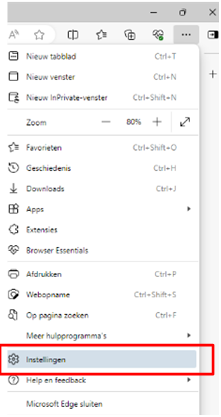 Nieuw tabblad Ctrl+T
Nieuw venster Ctrl+N
Nieuw InPrivate-venster Ctrl+Shift+N
Zoom — 80% +
Favorieten Ctrl+Shift+O
Geschiedenis Ctrl+H
Downloads Ctrl+J
Apps
Extensies
Browser Essentials
Afdrukken Ctrl+P
Webopname Ctrl+Shift+S
Op pagina zoeken Ctrl+F
Meer hulpprogramma's
Instellingen
Help en feedback
Microsoft Edge sluiten